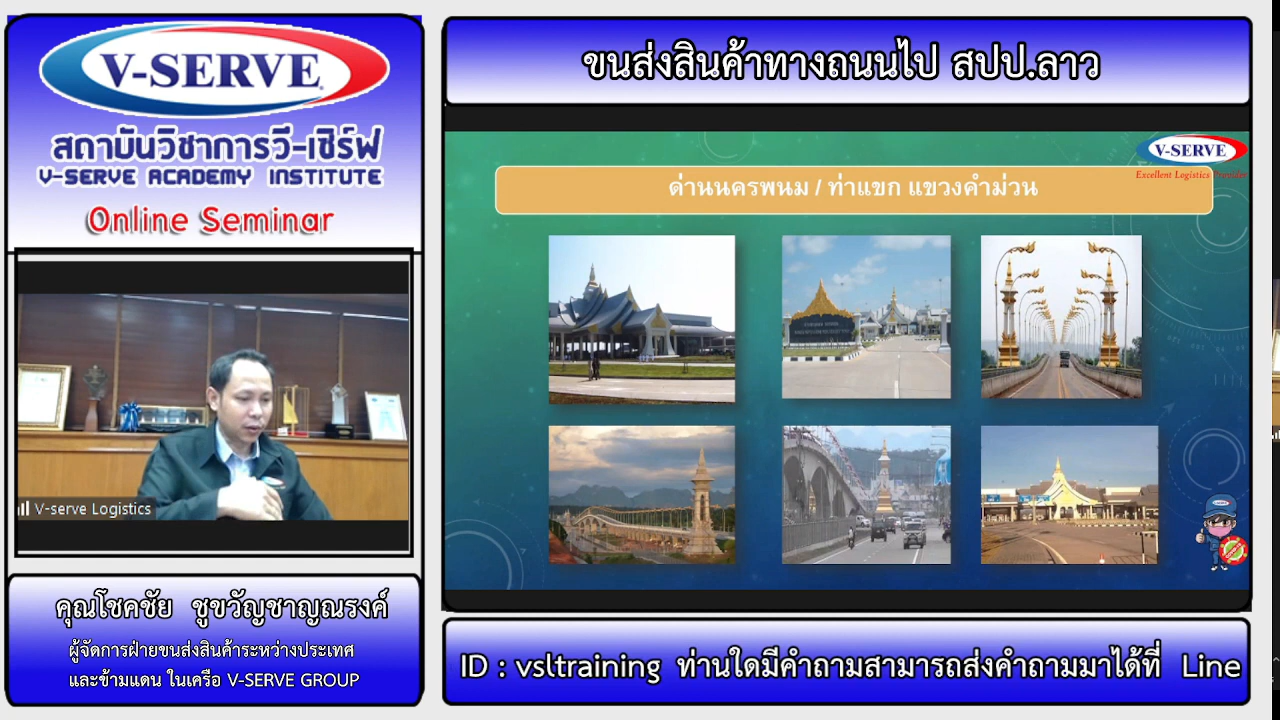 V-SERVE
สถาบันวิชาการวี-เซิร์ฟ
V-SERVE ACADEMY INSTITUTE
Online Seminar
V-serve Logistics
คุณโชคชัย ชูขวัญชาญณรงค์
ผู้จัดการฝ่ายขนส่งสินค้าระหว่างประเทศ
และข้ามแดน ในเครือ V-SERVE GROUP
ขนส่งสินค้าทางถนนไป สปป.ลาว
V-SERVE
Excellent Logistics Provider
ด่านนครพนม / ท่าแขก แขวงคำม่วน
ID : vsltraining ท่านใดมีคำถามสามารถส่งคำถามมาได้ที่ Line